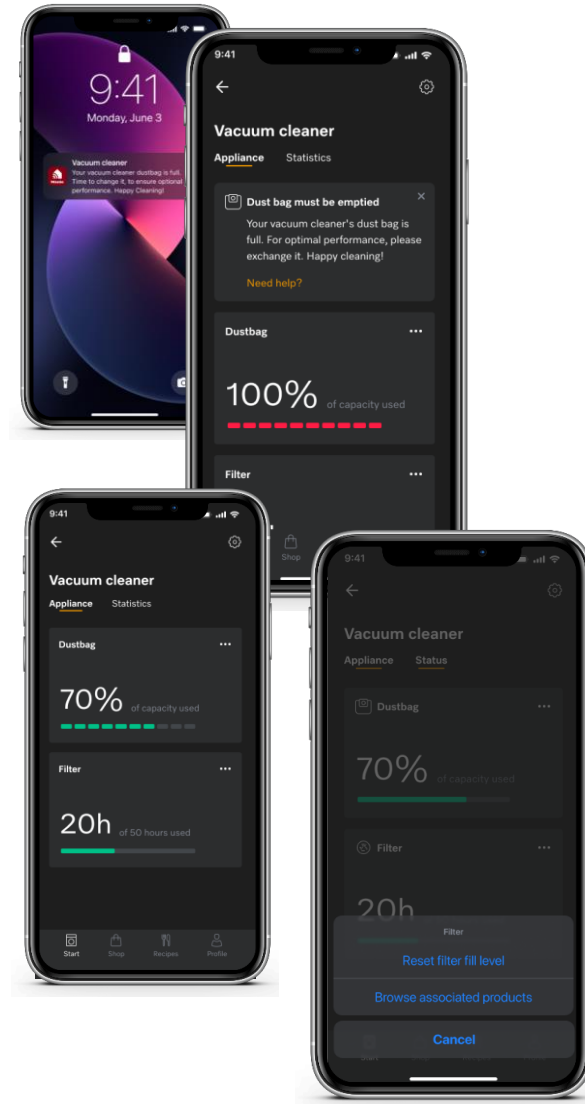 9:41
Monday, June 3
Vacuum cleaner
Your vacuum cleaner dustbag is full.
Time to change it, to ensure optional
performance. Happy Cleaning!
9:41
Vacuum cleaner
Appliance Statistics
Dust bag must be emptied
Your vacuum cleaner's dust bag is
full. For optimal performance, please
exchange it. Happy cleaning!
Need help?
Dustbag
100% of capacity used
Filter
Shop
9:41
Vacuum cleaner
Appliance Statistics
Dustbag
70% of capacity used
Filter
20h of 50 hours used
Start Shop Recipes Profile
9:41
Vacuum cleaner
Appliance Status
Dustbag
70% of capacity used
Filter
20h
Filter
Reset filter fill level
Browse associated products
Cancel
Start